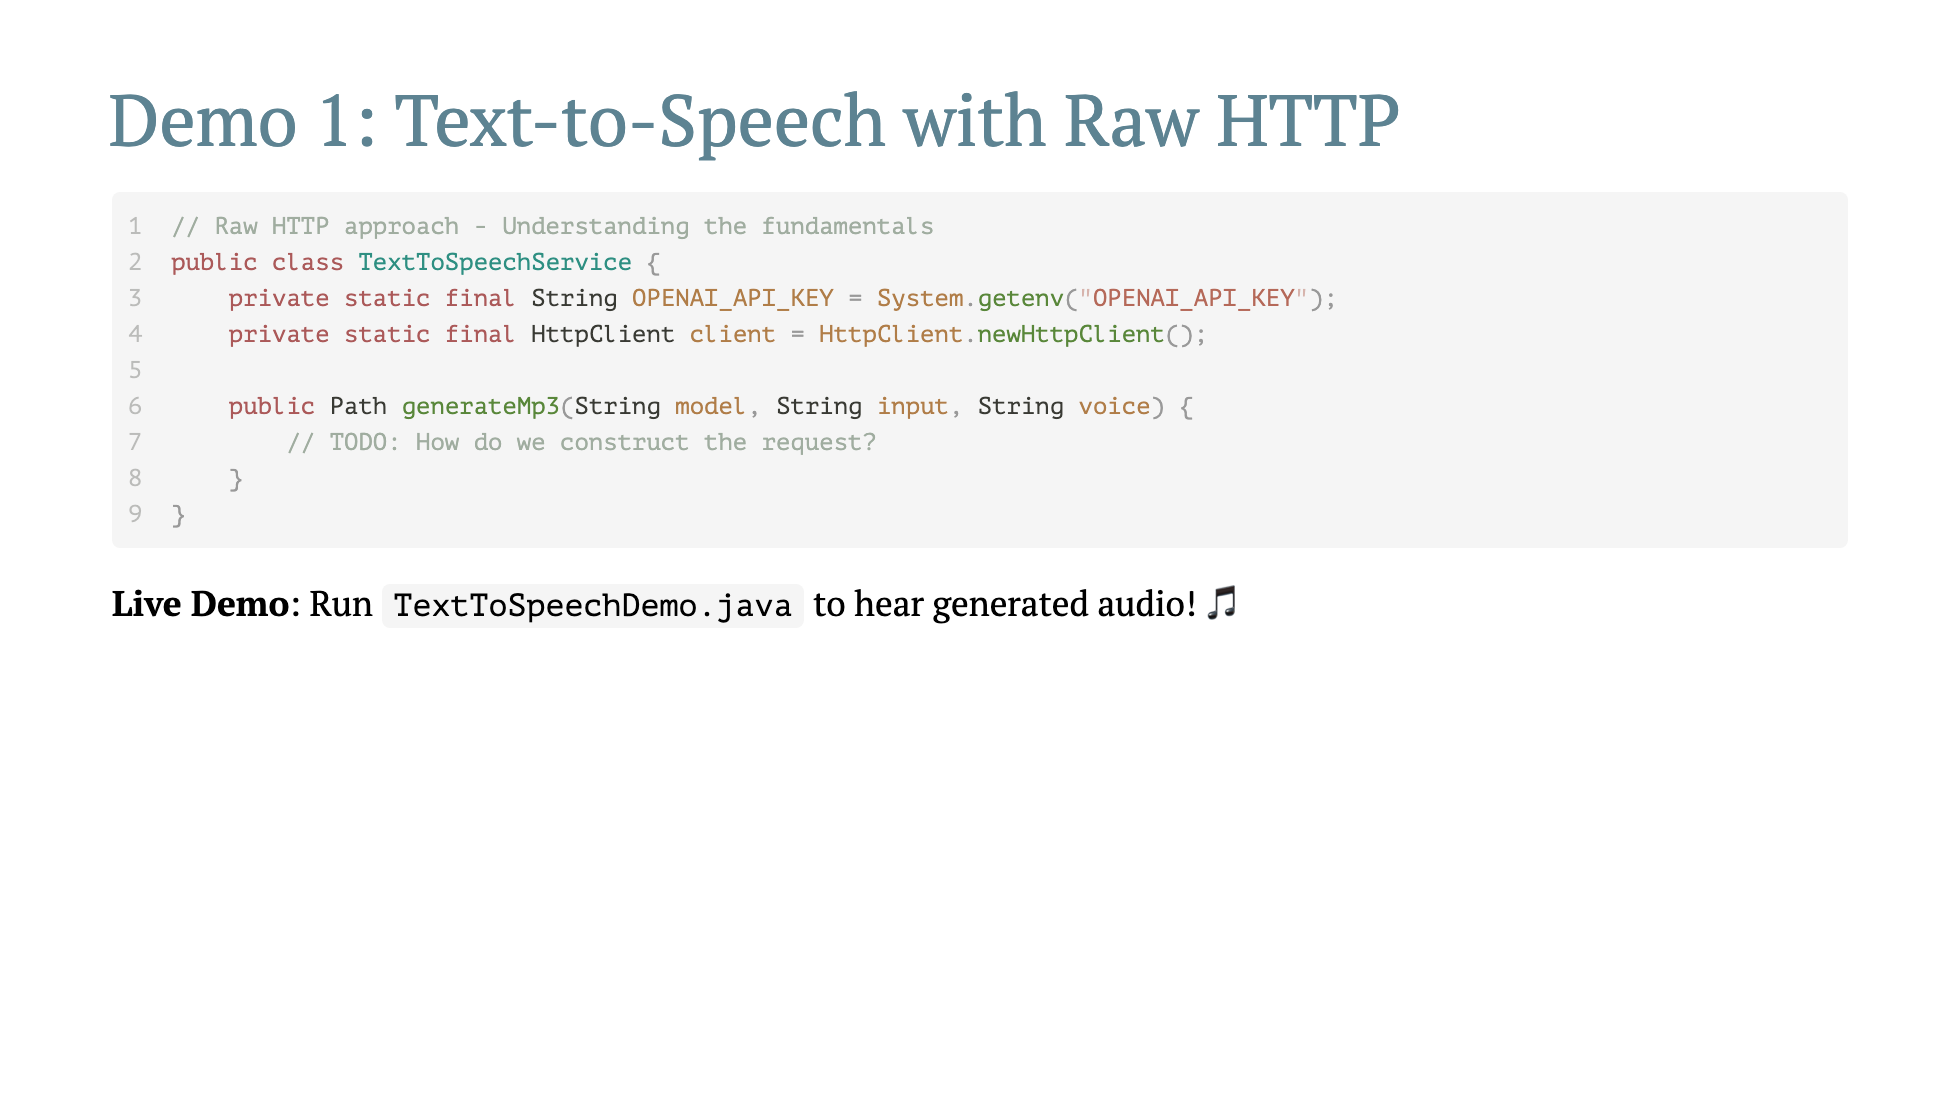 Demo 1: Text-to-Speech with Raw HTTP
1 // Raw HTTP approach - Understanding the fundamentals
2 public class TextToSpeechService {
3     private static final String OPENAI_API_KEY = System.getenv("OPENAI_API_KEY");
4     private static final HttpClient client = HttpClient.newHttpClient();
5
6     public Path generateMp3(String model, String input, String voice) {
7         // TODO: How do we construct the request?
8     }
9 }
Live Demo: Run TextToSpeechDemo.java to hear generated audio! 🎵